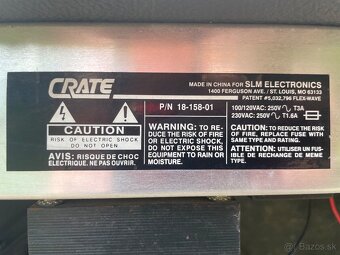 CRATE
MADE IN CHINA FOR SLM ELECTRONICS
1400 FERGUSON AVE., / ST. LOUIS, MO 63133
PATENT #5,032,796 FLEX-WAVE
P/N 18-158-01
100/120VAC: 250V T3A
230VAC: 250V T1.6A
CAUTION
RISK OF ELECTRIC SHOCK
DO NOT OPEN
AVIS: RISQUE DE CHOC
ELECTRIQUE. NE PAS OUVRIR.
WARNING: TO RE-
DUCE THE RISK OF FIRE
OR ELECTRIC SHOCK,
DO NOT EXPOSE THIS
EQUIPMENT TO RAIN OR
MOISTURE.
CAUTION: TO REDUCE THE RISK
OF FIRE, REPLACE FUSE WITH
SAME TYPE AND RATING.
ATTENTION: UTILISER UN FUS-
IBLE DE RECHANGE DE MEME
TYPE.
bazos.sk